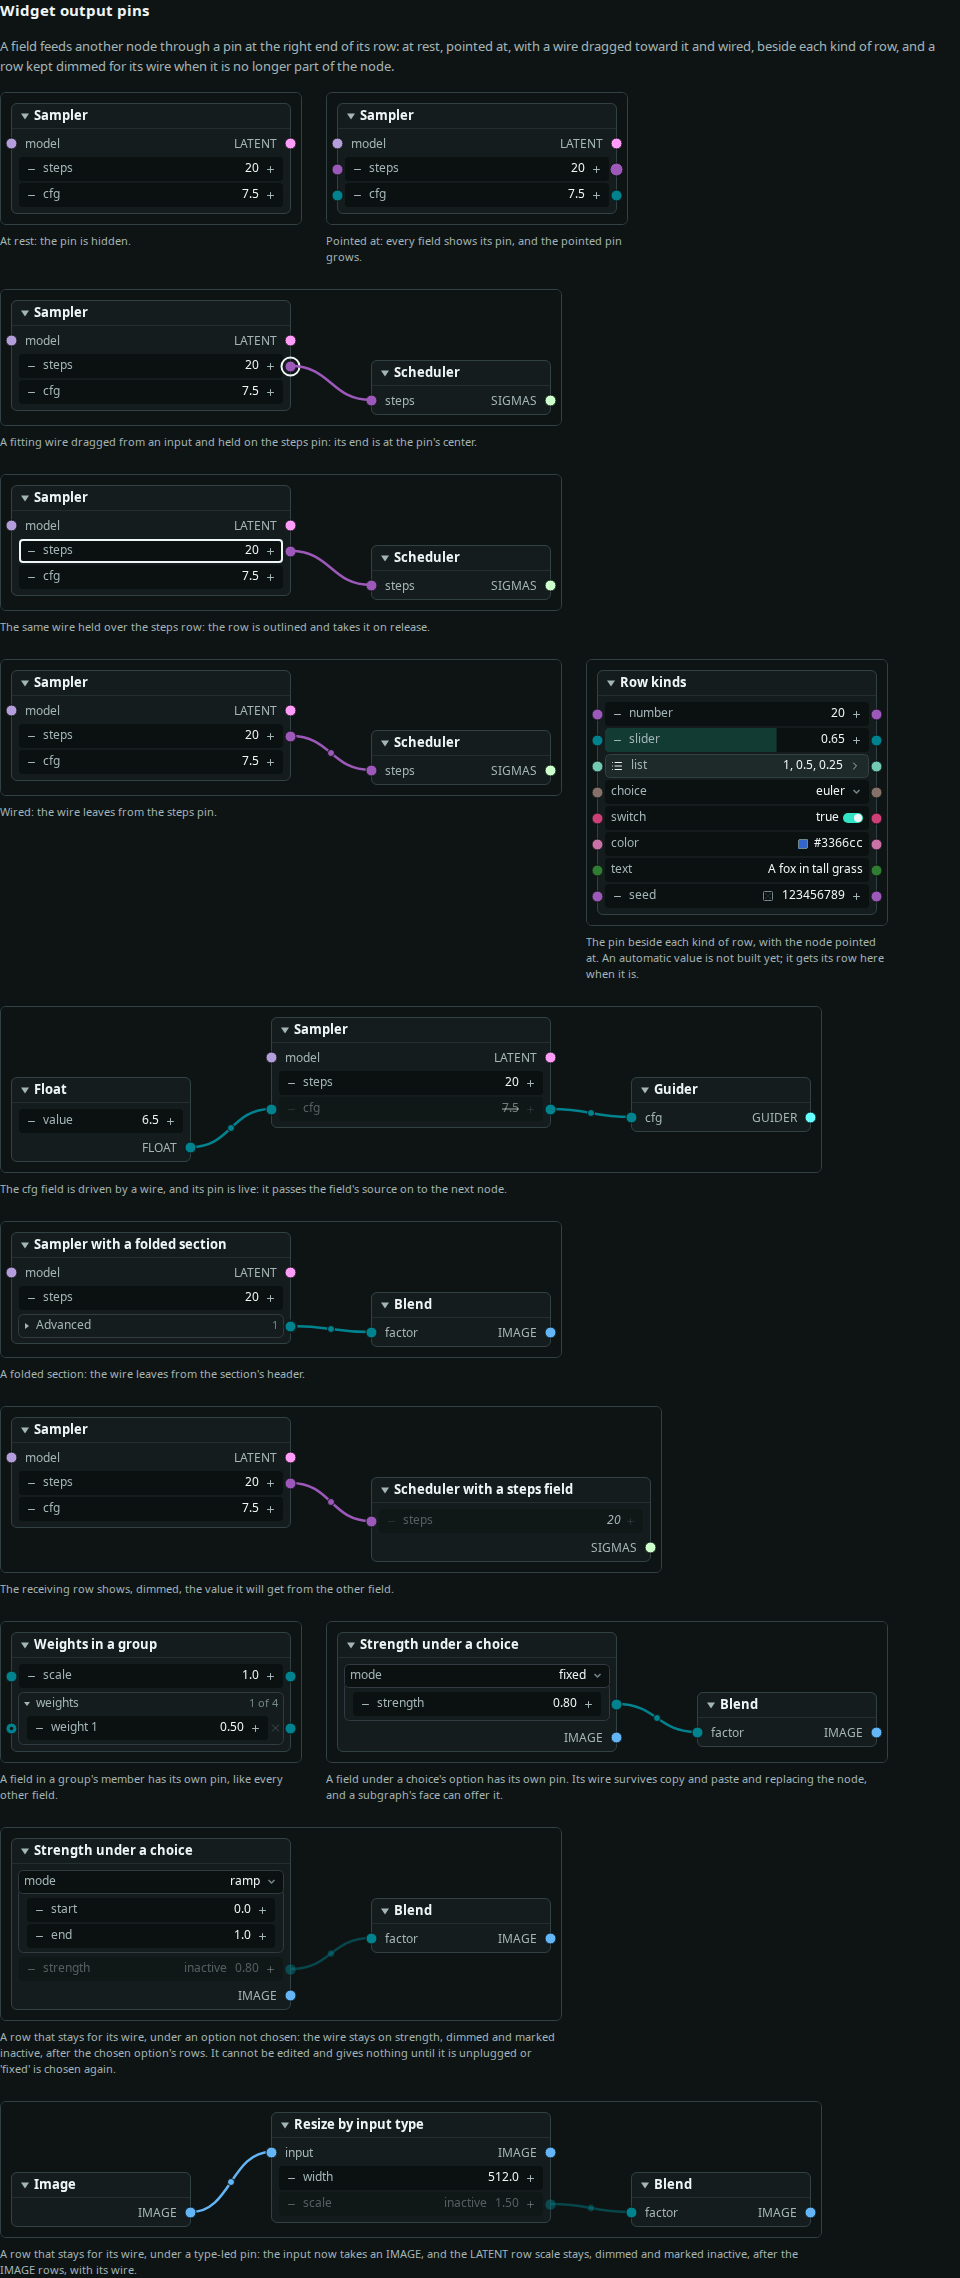 Widget output pins
A field feeds another node through a pin at the right end of its row: at rest, pointed at, with a wire dragged toward it and wired, beside each kind of row, and a
row kept dimmed for its wire when it is no longer part of the node.
Sampler
model LATENT
– steps 20 +
– cfg 7.5 +
At rest: the pin is hidden.
Sampler
model LATENT
– steps 20 +
– cfg 7.5 +
Pointed at: every field shows its pin, and the pointed pin
grows.
Sampler
model LATENT
– steps 20 +
– cfg 7.5 +
Scheduler
steps SIGMAS
A fitting wire dragged from an input and held on the steps pin: its end is at the pin's center.
Sampler
model LATENT
– steps 20 +
– cfg 7.5 +
Scheduler
steps SIGMAS
The same wire held over the steps row: the row is outlined and takes it on release.
Sampler
model LATENT
– steps 20 +
– cfg 7.5 +
Scheduler
steps SIGMAS
Wired: the wire leaves from the steps pin.
Row kinds
– number 20 +
– slider 0.65 +
list 1, 0.5, 0.25
choice euler
switch true
color #3366cc
text A fox in tall grass
– seed 123456789 +
The pin beside each kind of row, with the node pointed
at. An automatic value is not built yet; it gets its row here
when it is.
Float
– value 6.5 +
FLOAT
Sampler
model LATENT
– steps 20 +
– cfg 7.5 +
Guider
cfg GUIDER
The cfg field is driven by a wire, and its pin is live: it passes the field's source on to the next node.
Sampler with a folded section
model LATENT
– steps 20 +
Advanced 1
Blend
factor IMAGE
A folded section: the wire leaves from the section's header.
Sampler
model LATENT
– steps 20 +
– cfg 7.5 +
Scheduler with a steps field
– steps 20 +
SIGMAS
The receiving row shows, dimmed, the value it will get from the other field.
Weights in a group
– scale 1.0 +
weights 1 of 4
– weight 1 0.50 + ×
A field in a group's member has its own pin, like every
other field.
Strength under a choice
mode fixed
– strength 0.80 +
IMAGE
Blend
factor IMAGE
A field under a choice's option has its own pin. Its wire survives copy and paste and replacing the node,
and a subgraph's face can offer it.
Strength under a choice
mode ramp
– start 0.0 +
– end 1.0 +
– strength inactive 0.80 +
IMAGE
Blend
factor IMAGE
A row that stays for its wire, under an option not chosen: the wire stays on strength, dimmed and marked
inactive, after the chosen option's rows. It cannot be edited and gives nothing until it is unplugged or
'fixed' is chosen again.
Image
IMAGE
Resize by input type
input IMAGE
– width 512.0 +
– scale inactive 1.50 +
Blend
factor IMAGE
A row that stays for its wire, under a type-led pin: the input now takes an IMAGE, and the LATENT row scale stays, dimmed and marked inactive, after the
IMAGE rows, with its wire.